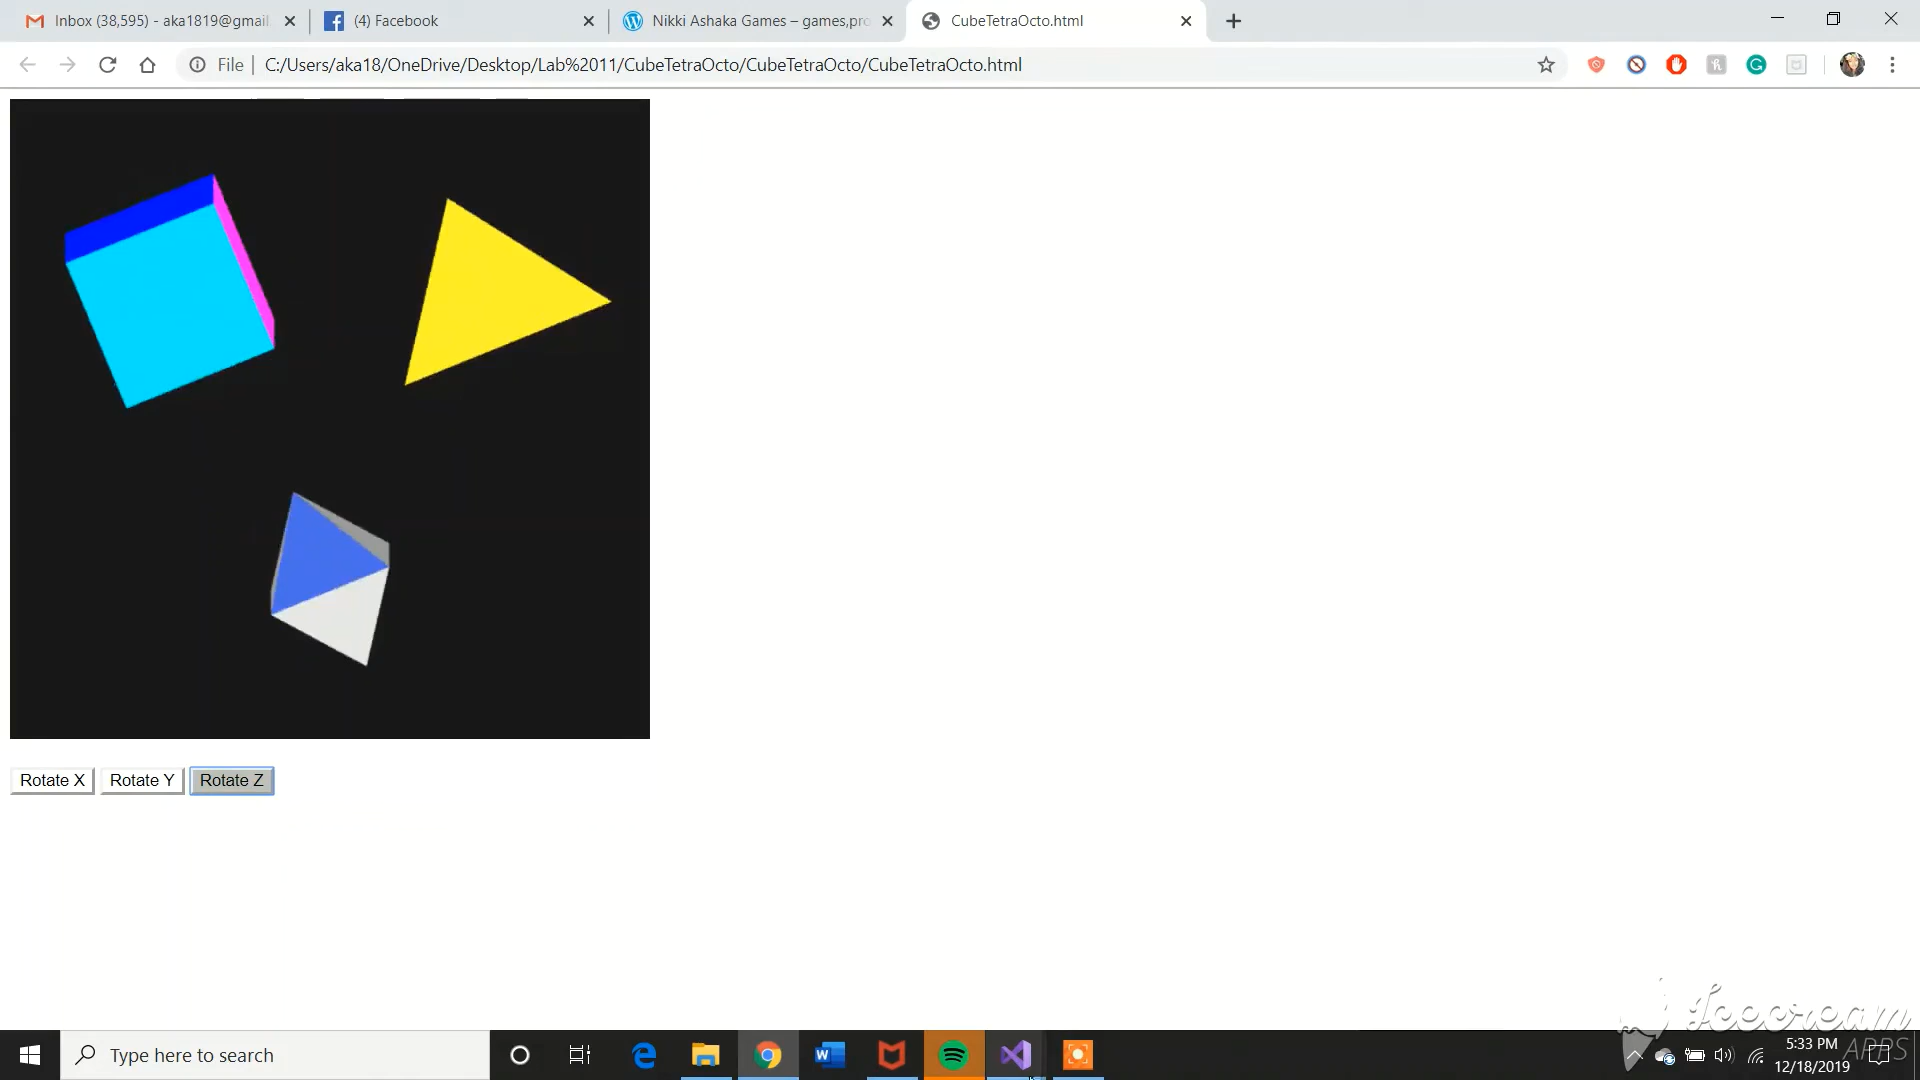 Inbox (38,595) - aka1819@gmail.
(4) Facebook
Nikki Ashaka Games – games,pro
CubeTetraOcto.html
File
C:/Users/aka18/OneDrive/Desktop/Lab%2011/CubeTetraOcto/CubeTetraOcto/CubeTetraOcto.html
Rotate X
Rotate Y
Rotate Z
Icecream
APPS
Type here to search
5:33 PM
12/18/2019